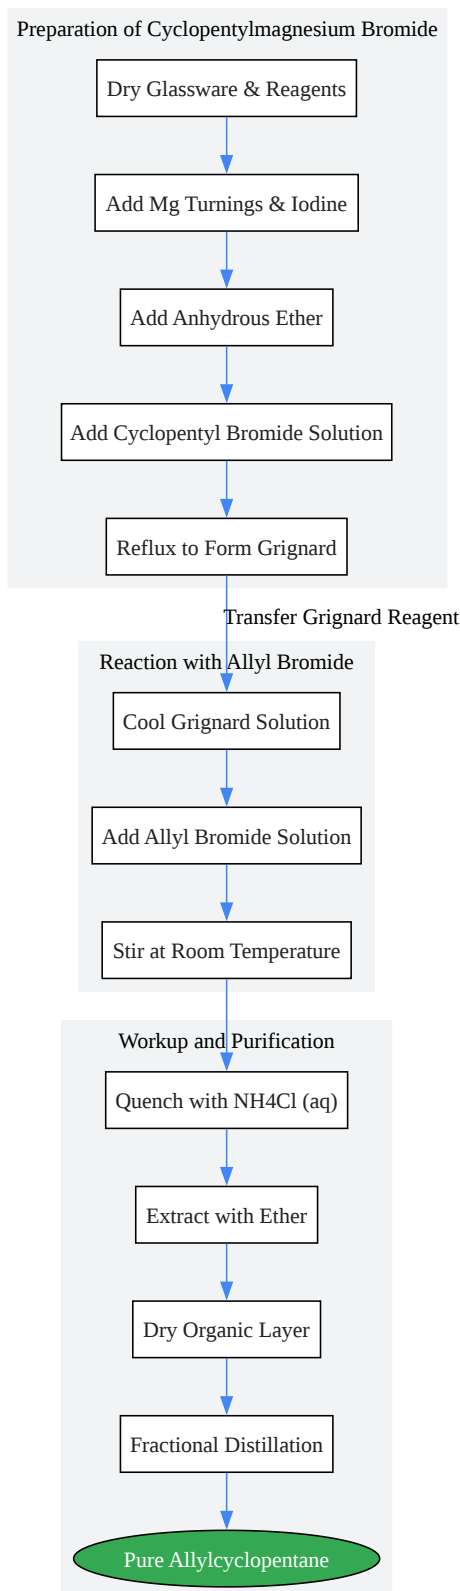 Preparation of Cyclopentylmagnesium Bromide
Dry Glassware & Reagents
Add Mg Turnings & Iodine
Add Anhydrous Ether
Add Cyclopentyl Bromide Solution
Reflux to Form Grignard
Transfer Grignard Reagent
Reaction with Allyl Bromide
Cool Grignard Solution
Add Allyl Bromide Solution
Stir at Room Temperature
Workup and Purification
Quench with NH4Cl (aq)
Extract with Ether
Dry Organic Layer
Fractional Distillation
Pure Allylcyclopentane